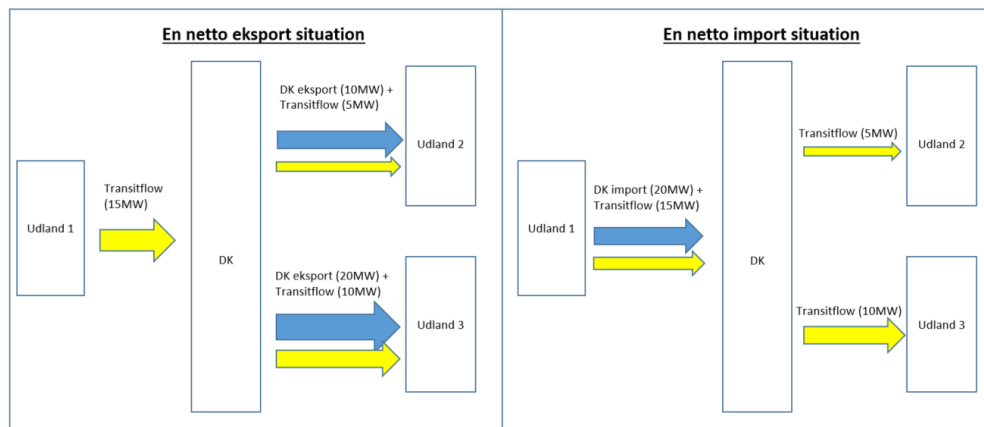 En netto eksport situation
DK eksport (10MW) +
Transitflow (5MW)
Udland 2
Transitflow
(15MW)
Udland 1
DK
DK eksport (20MW) +
Transitflow (10MW)
Udland 3
En netto import situation
Transitflow (5MW)
Udland 2
DK import (20MW) +
Transitflow (15MW)
Udland 1
DK
Transitflow (10MW)
Udland 3